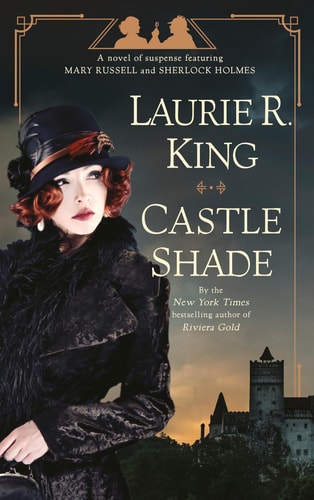 A novel of suspense featuring
MARY RUSSELL and SHERLOCK HOLMES
LAURIE R.
KING
CASTLE
SHADE
By the
New York Times
bestselling author of
Riviera Gold